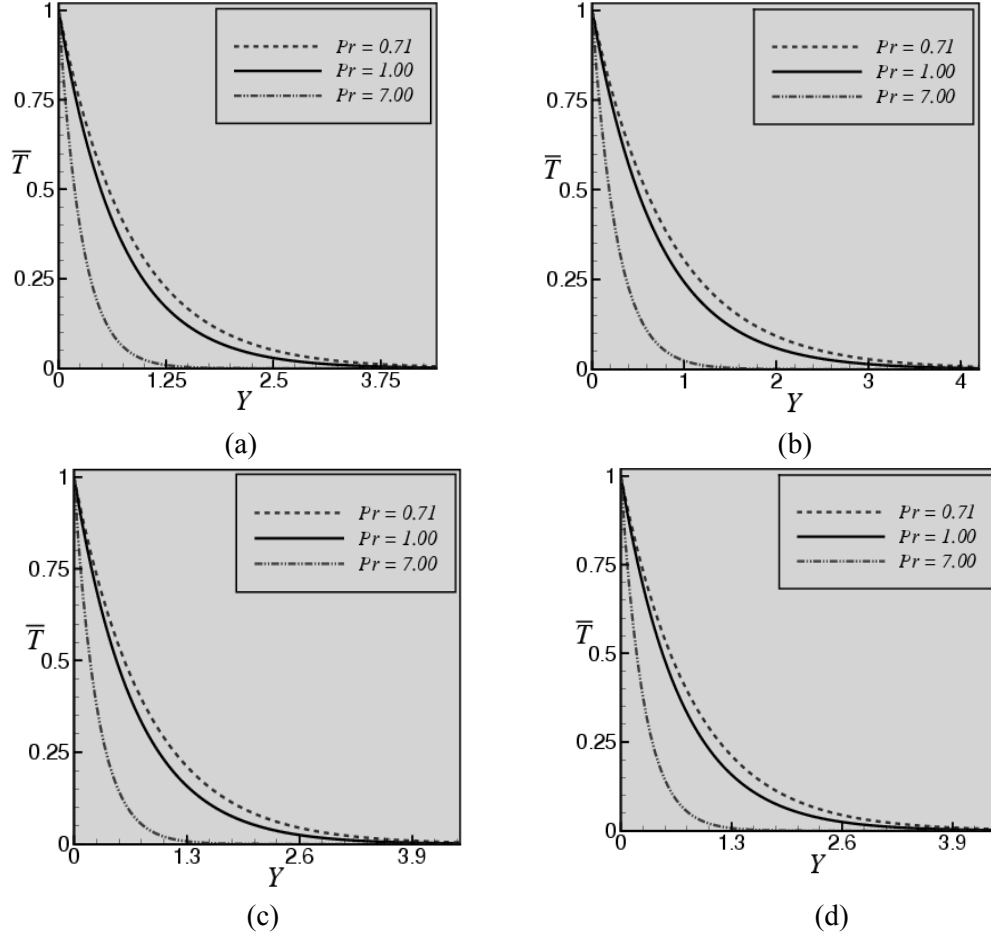 1
0.75
T̅
0.5
0.25
0
0
1.25
2.5
3.75
Y
Pr = 0.71
Pr = 1.00
Pr = 7.00
(a)
1
0.75
T̅
0.5
0.25
0
0
1
2
3
4
Y
Pr = 0.71
Pr = 1.00
Pr = 7.00
(b)
1
0.75
T̅
0.5
0.25
0
0
1.3
2.6
3.9
Y
Pr = 0.71
Pr = 1.00
Pr = 7.00
(c)
1
0.75
T̅
0.5
0.25
0
0
1.3
2.6
3.9
Y
Pr = 0.71
Pr = 1.00
Pr = 7.00
(d)